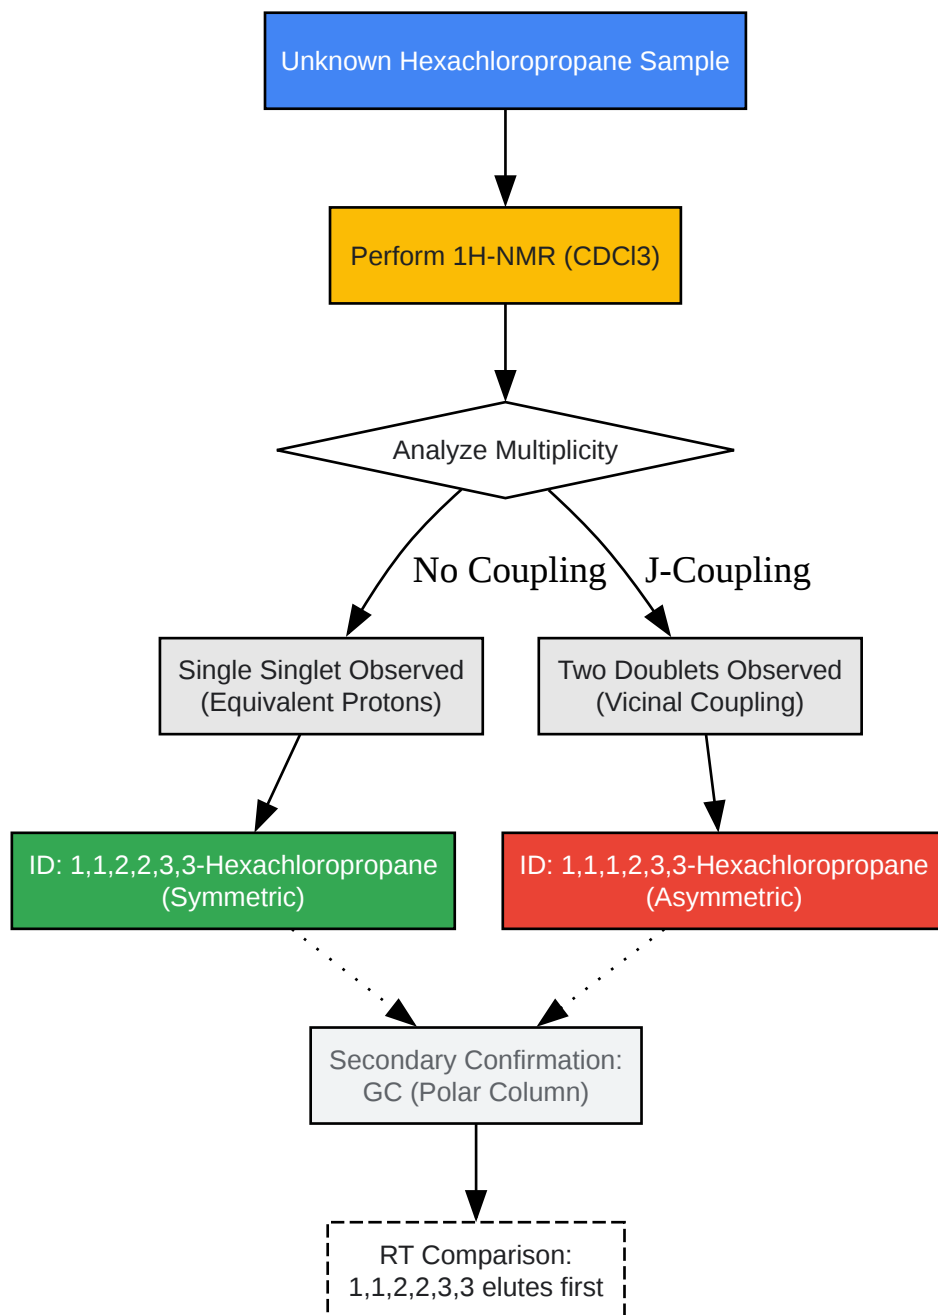 Unknown Hexachloropropane Sample
Perform 1H-NMR (CDCl3)
Analyze Multiplicity
No Coupling
J-Coupling
Single Singlet Observed
(Equivalent Protons)
Two Doublets Observed
(Vicinal Coupling)
ID: 1,1,2,2,3,3-Hexachloropropane
(Symmetric)
ID: 1,1,1,2,3,3-Hexachloropropane
(Asymmetric)
Secondary Confirmation:
GC (Polar Column)
RT Comparison:
1,1,2,2,3,3 elutes first